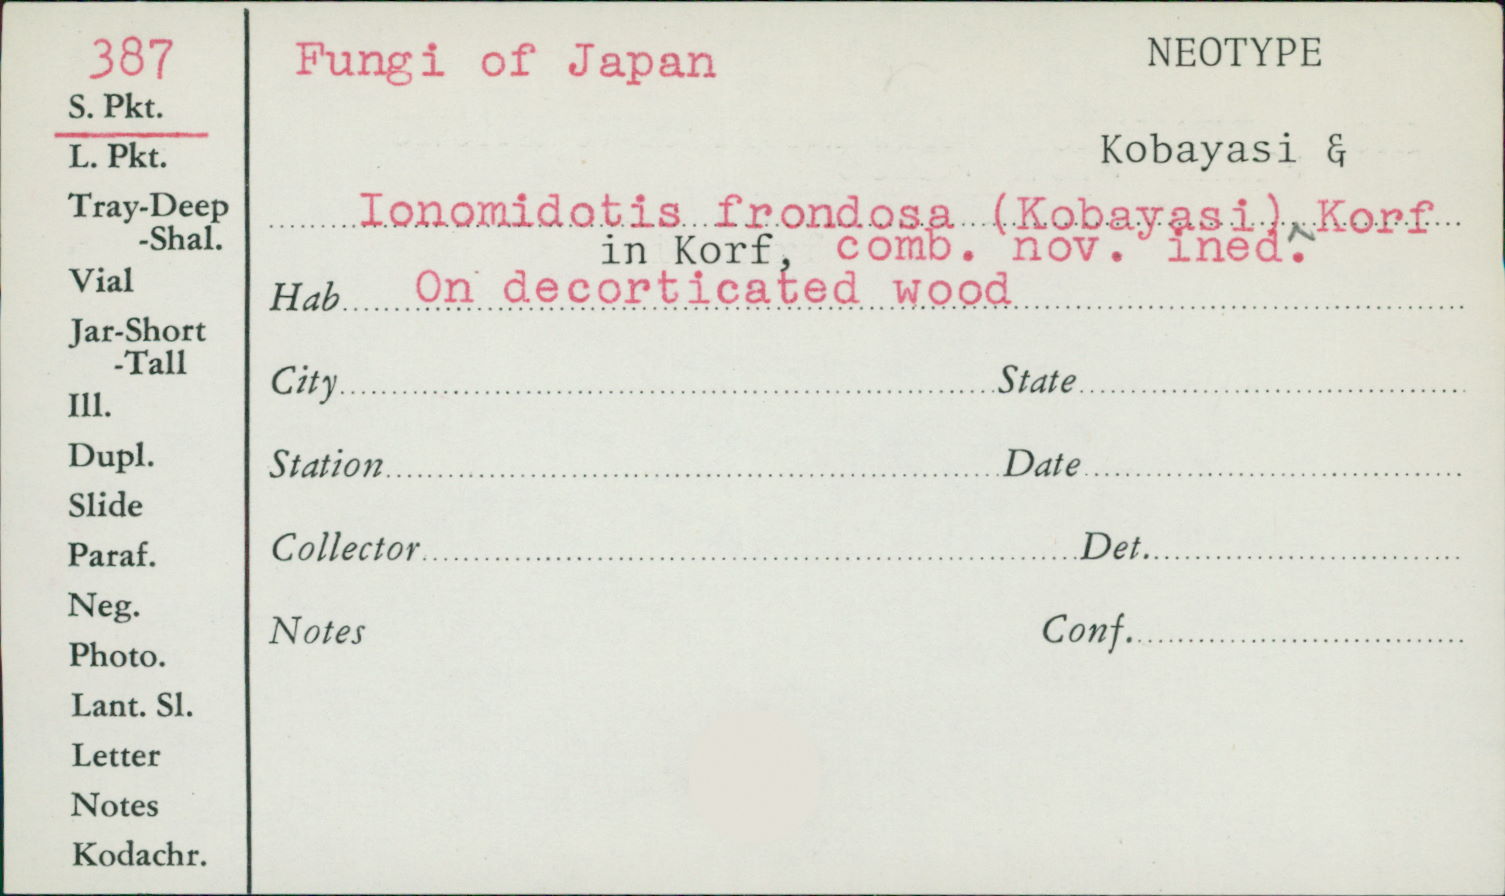 387
S. Pkt.
L. Pkt.
Tray-Deep
-Shal.
Vial
Jar-Short
-Tall
Ill.
Dupl.
Slide
Paraf.
Neg.
Photo.
Lant. Sl.
Letter
Notes
Kodachr.
Fungi of Japan
NEOTYPE
Kobayasi &
Ionomidotis frondosa (Kobayasi) ^ Korf
in Korf, comb. nov. ined.
Hab On decorticated wood
City State
Station Date
Collector Det.
Notes Conf.